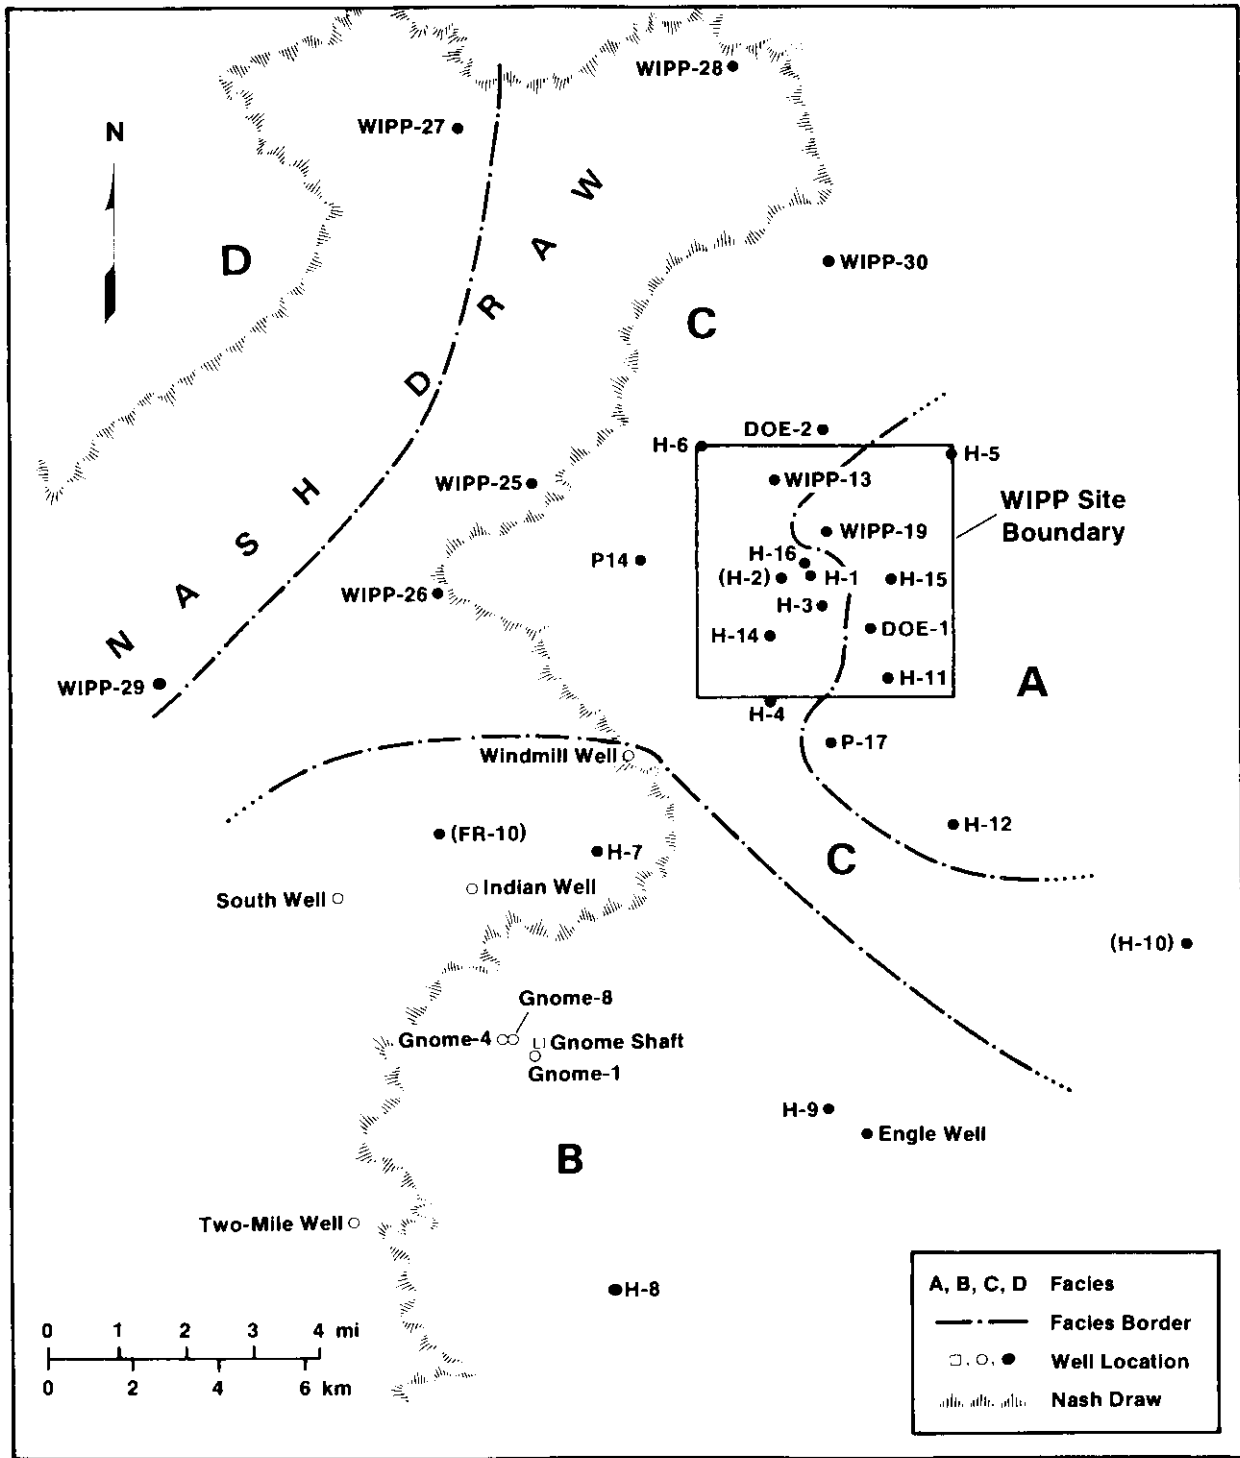 WIPP-28
WIPP-27
N
W
A
D
WIPP-30
R
C
D
DOE-2
H-6
H-5
WIPP-25
WIPP-13
H
WIPP Site
Boundary
WIPP-19
S
H-16
P14
(H-2)
H-1
H-15
A
WIPP-26
H-3
H-14
DOE-1
N
H-11
WIPP-29
A
H-4
P-17
Windmill Well
(FR-10)
H-12
H-7
C
Indian Well
South Well
(H-10)
Gnome-8
Gnome-4
Gnome Shaft
Gnome-1
H-9
Engle Well
B
Two-Mile Well
H-8
A, B, C, D Facies
Facies Border
Well Location
Nash Draw
0 1 2 3 4 mi
0 2 4 6 km